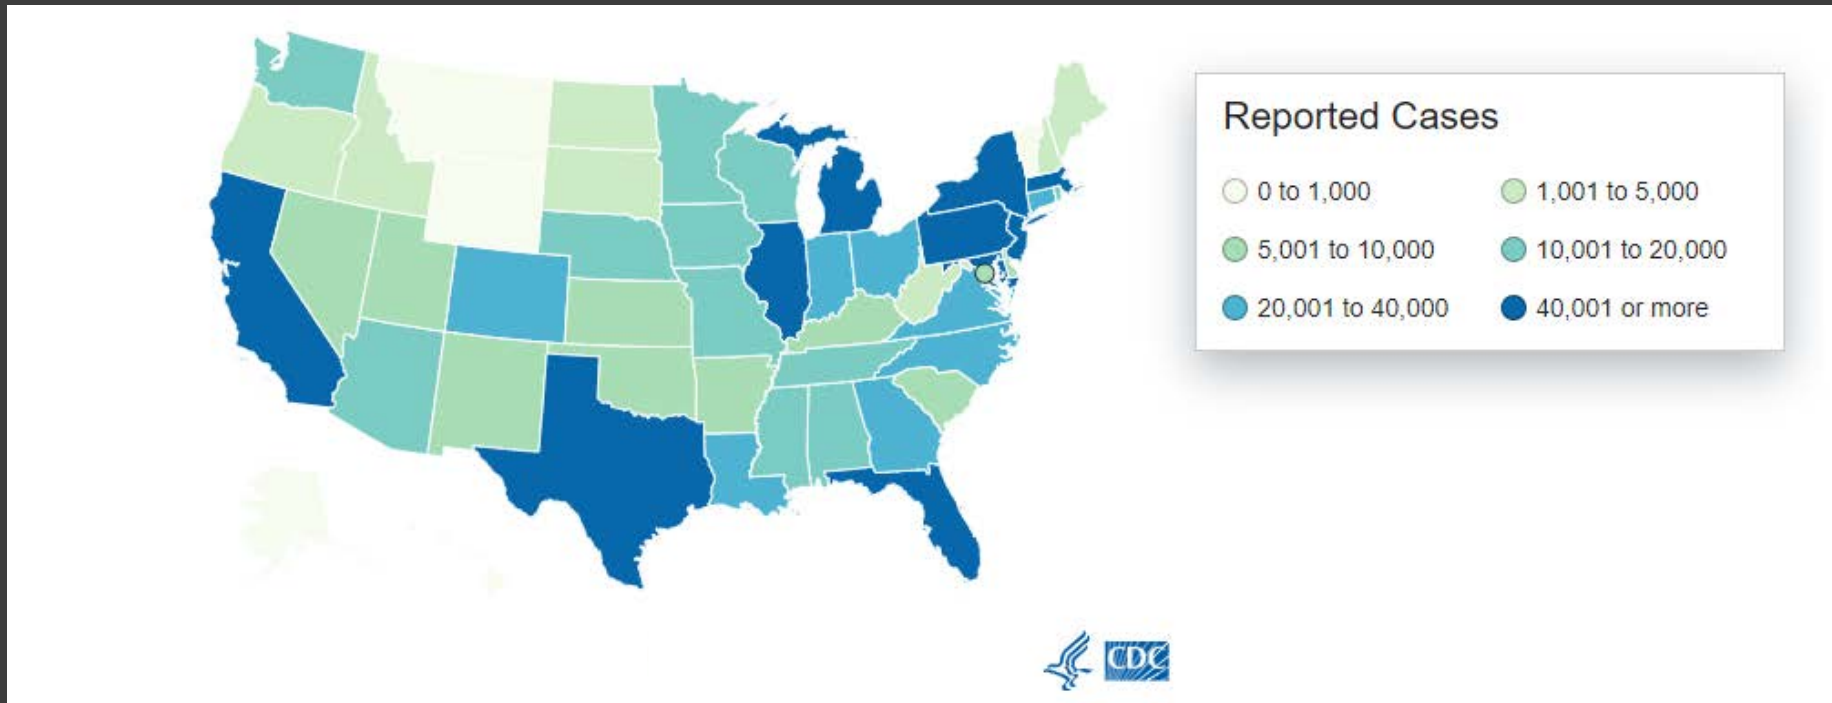 Reported Cases
0 to 1,000
1,001 to 5,000
5,001 to 10,000
10,001 to 20,000
20,001 to 40,000
40,001 or more
CDC